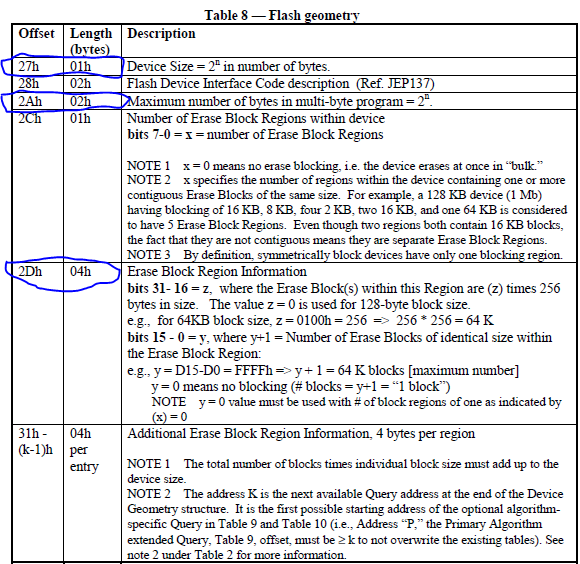 Table 8 — Flash geometry
Offset Length (bytes) Description
27h 01h Device Size = 2ⁿ in number of bytes.
28h 02h Flash Device Interface Code description (Ref. JEP137)
2Ah 02h Maximum number of bytes in multi-byte program = 2ⁿ.
2Ch 01h Number of Erase Block Regions within device
bits 7-0 = x = number of Erase Block Regions
NOTE 1 x = 0 means no erase blocking, i.e. the device erases at once in “bulk.”
NOTE 2 x specifies the number of regions within the device containing one or more
contiguous Erase Blocks of the same size. For example, a 128 KB device (1 Mb)
having blocking of 16 KB, 8 KB, four 2 KB, two 16 KB, and one 64 KB is considered
to have 5 Erase Block Regions. Even though two regions both contain 16 KB blocks,
the fact that they are not contiguous means they are separate Erase Block Regions.
NOTE 3 By definition, symmetrically block devices have only one blocking region.
2Dh 04h Erase Block Region Information
bits 31- 16 = z, where the Erase Block(s) within this Region are (z) times 256
bytes in size. The value z = 0 is used for 128-byte block size.
e.g., for 64KB block size, z = 0100h = 256 => 256 * 256 = 64 K
bits 15 - 0 = y, where y+1 = Number of Erase Blocks of identical size within
the Erase Block Region:
e.g., y = D15-D0 = FFFFh => y + 1 = 64 K blocks [maximum number]
y = 0 means no blocking (# blocks = y+1 = “1 block”)
NOTE y = 0 value must be used with # of block regions of one as indicated by
(x) = 0
31h - (k-1)h 04h per entry Additional Erase Block Region Information, 4 bytes per region
NOTE 1 The total number of blocks times individual block size must add up to the
device size.
NOTE 2 The address K is the next available Query address at the end of the Device
Geometry structure. It is the first possible starting address of the optional algorithm-
specific Query in Table 9 and Table 10 (i.e., Address “P,” the Primary Algorithm
extended Query, Table 9, offset, must be ≥ k to not overwrite the existing tables). See
note 2 under Table 2 for more information.